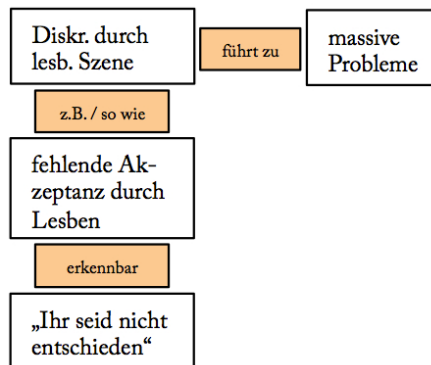 Diskr. durch
lesb. Szene
führt zu
massive
Probleme
z.B. / so wie
fehlende Ak-
zeptanz durch
Lesben
erkennbar
„Ihr seid nicht
entschieden“